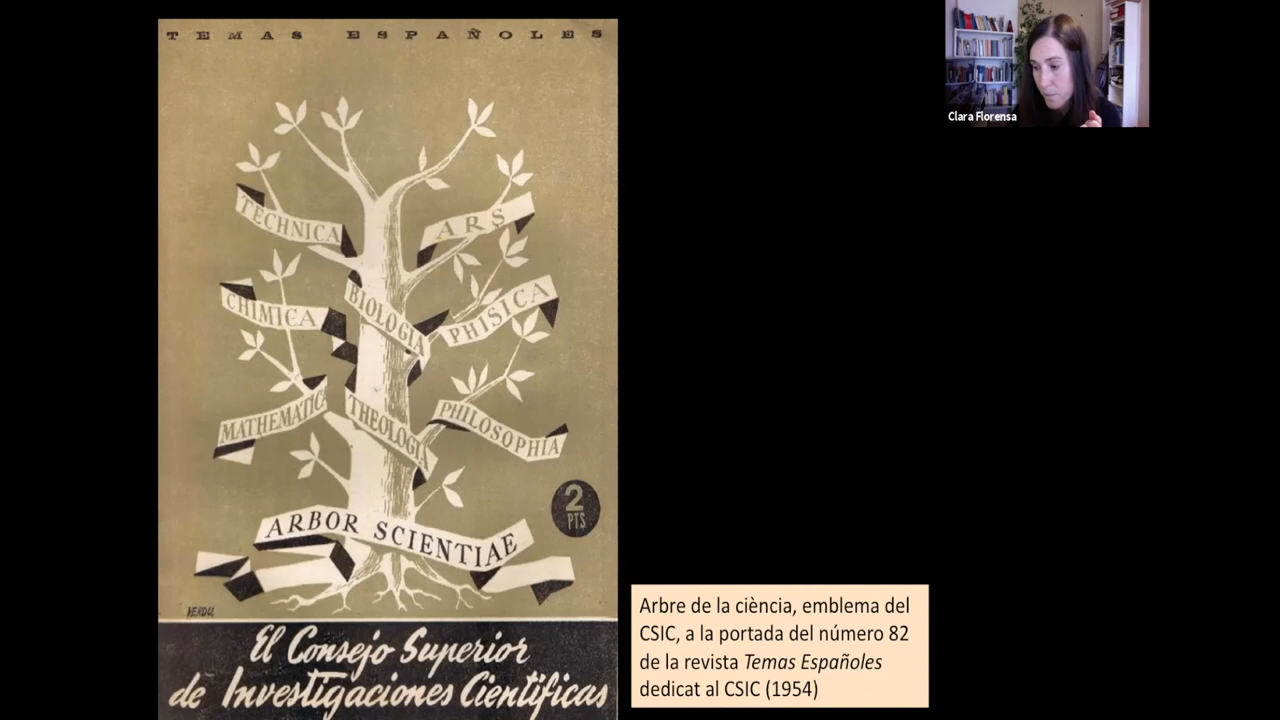 TEMAS ESPAÑOLES
Clara Florensa
TECHNICA
ARS
CHIMICA
BIOLOGIA
PHISICA
MATHEMATIC
THEOLOGIA
PHILOSOPHIA
2
PTS
ARBOR SCIENTIAE
VERDU.
El Consejo Superior
de Investigaciones Científicas
Arbre de la ciència, emblema del
CSIC, a la portada del número 82
de la revista Temas Españoles
dedicat al CSIC (1954)